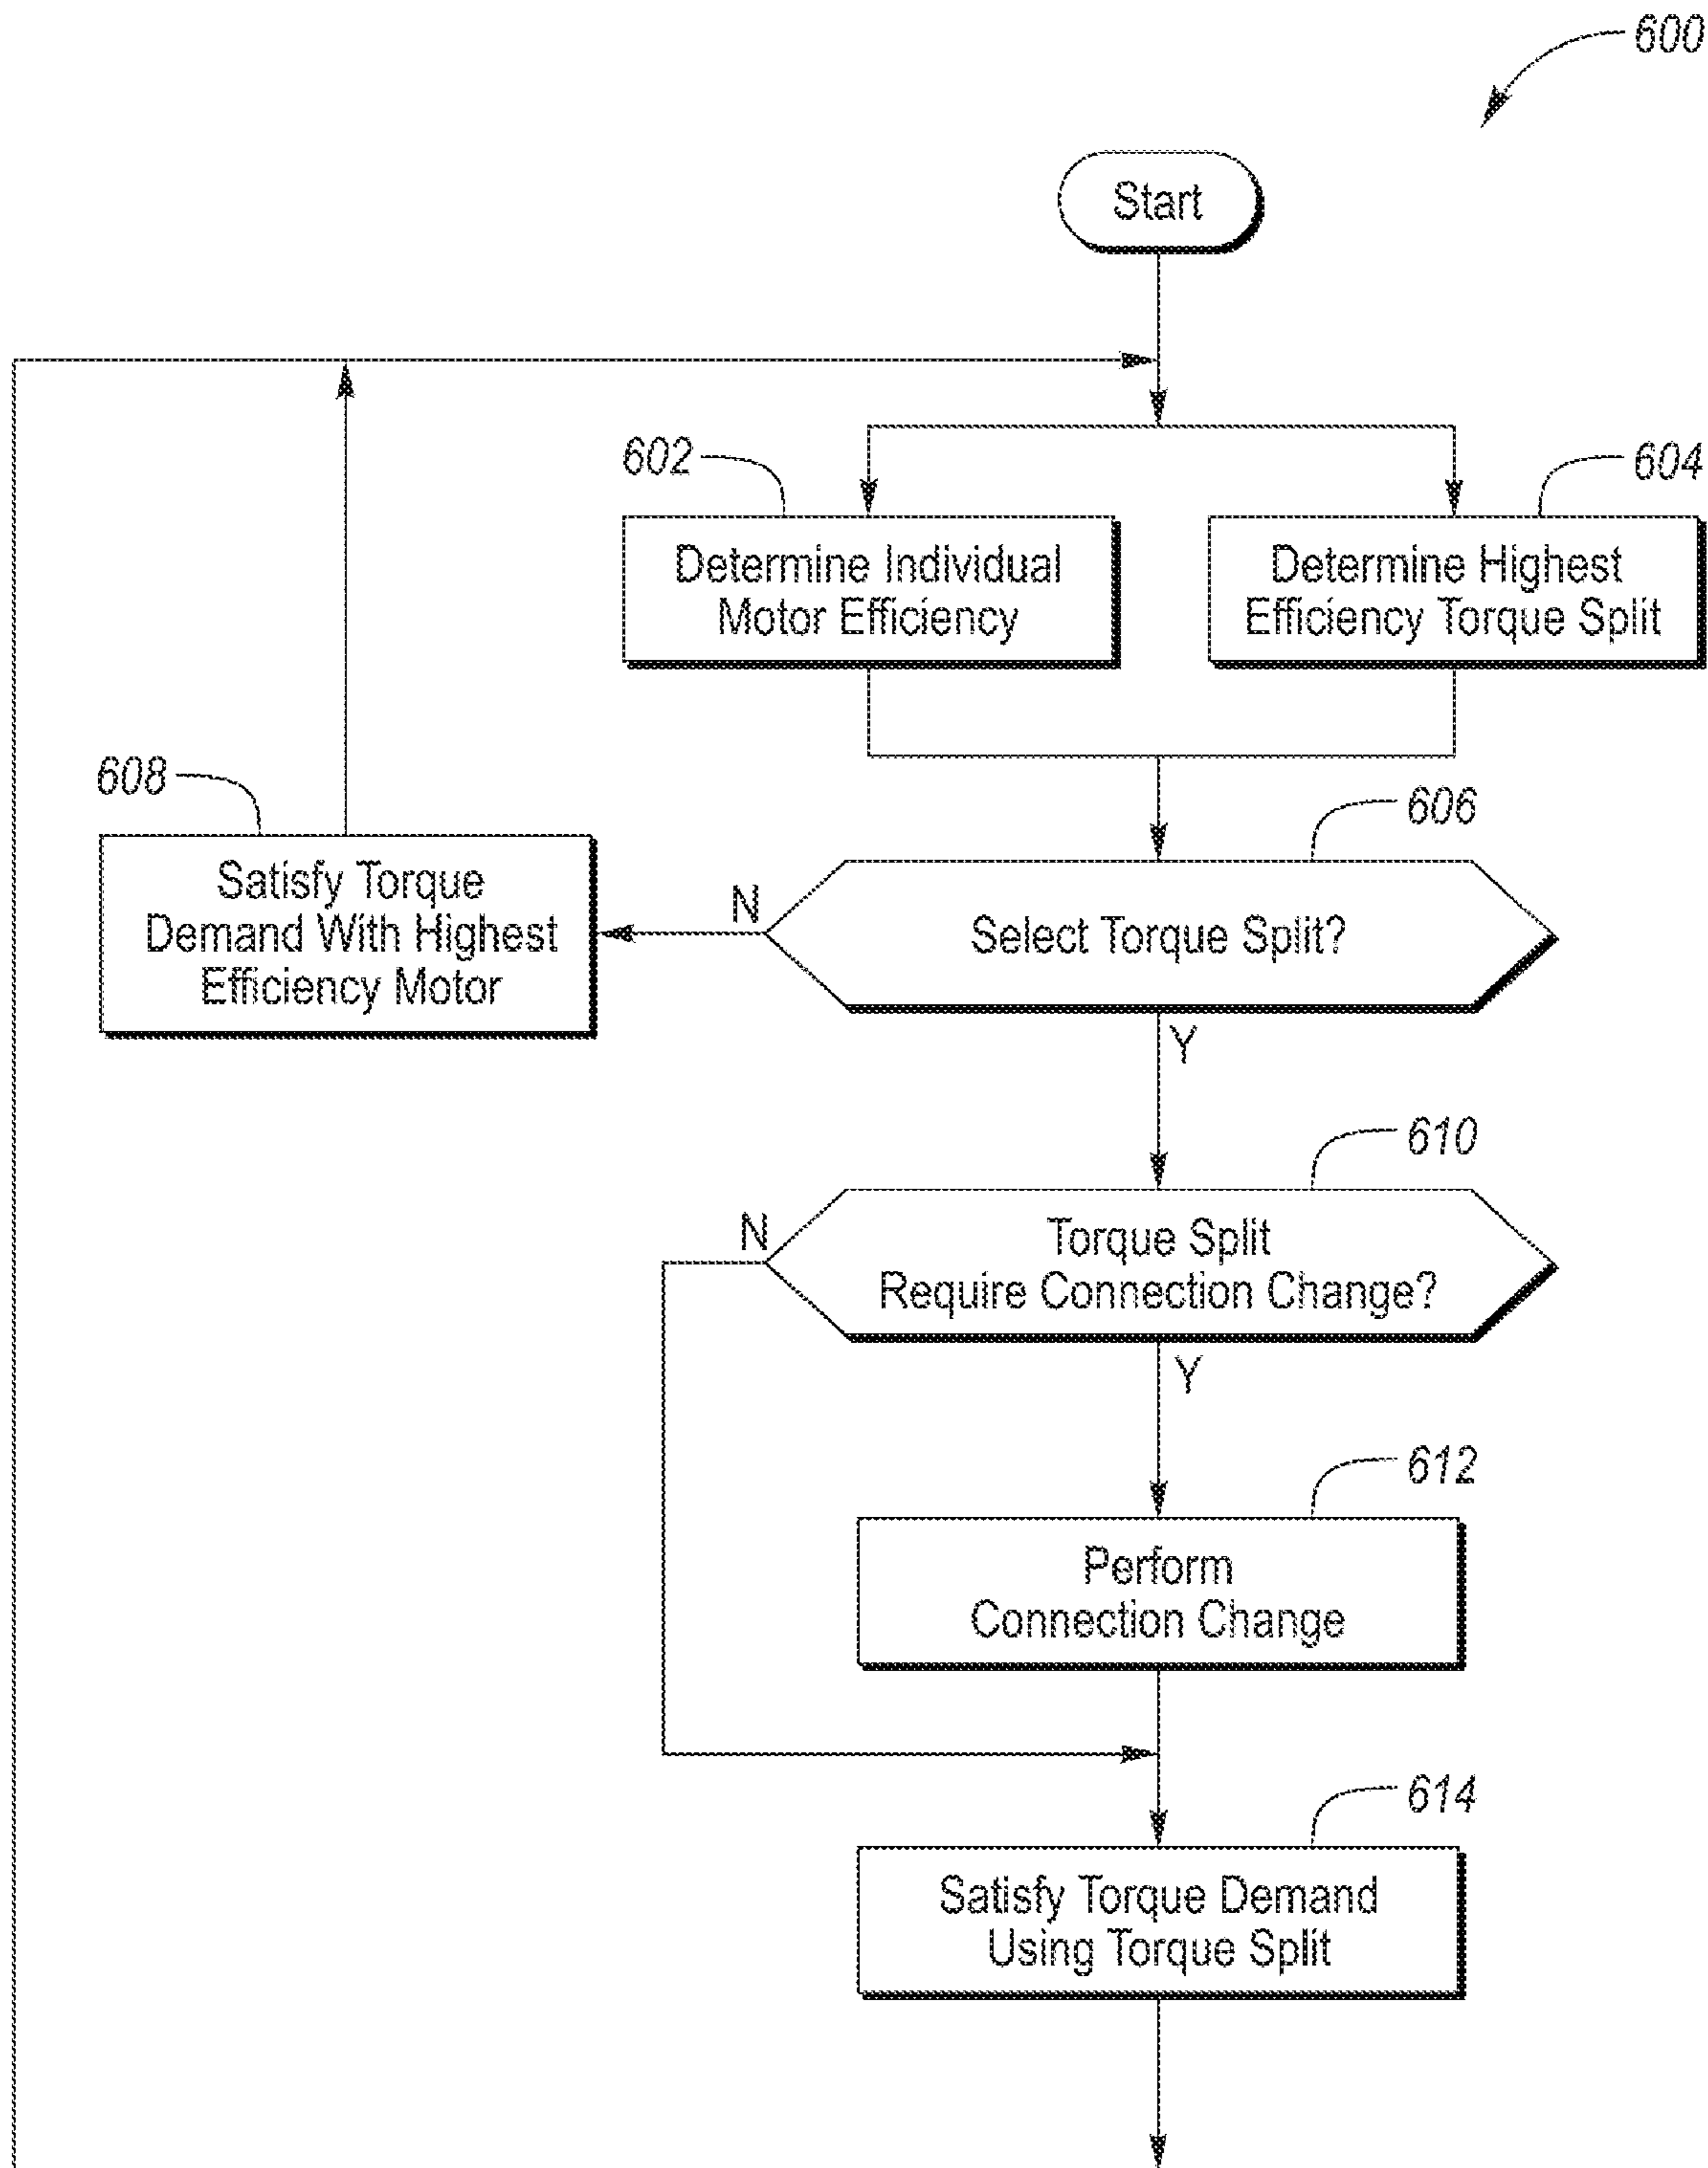 600
Start
602
604
Determine Individual
Motor Efficiency
Determine Highest
Efficiency Torque Split
608
606
Satisfy Torque
Demand With Highest
Efficiency Motor
N
Select Torque Split?
Y
610
N
Torque Split
Require Connection Change?
Y
612
Perform
Connection Change
614
Satisfy Torque Demand
Using Torque Split